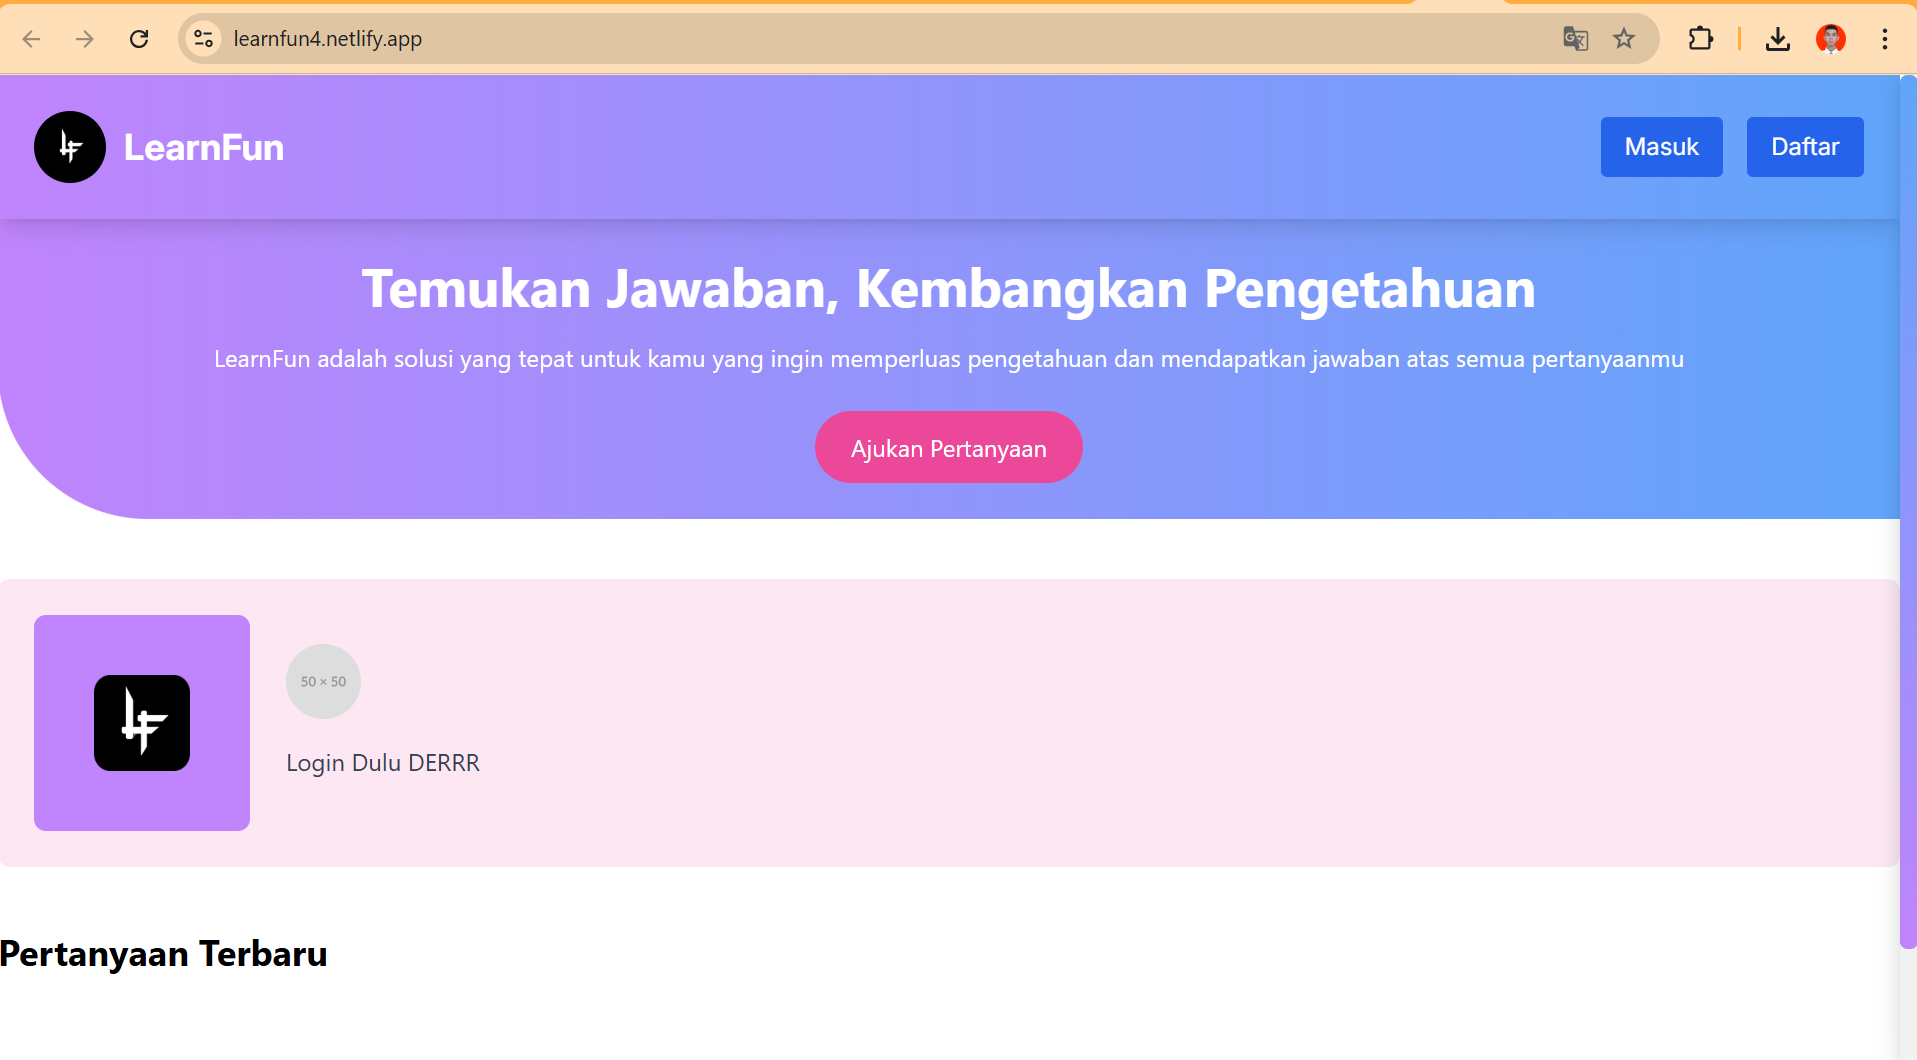 learnfun4.netlify.app
LearnFun
Masuk
Daftar
Temukan Jawaban, Kembangkan Pengetahuan
LearnFun adalah solusi yang tepat untuk kamu yang ingin memperluas pengetahuan dan mendapatkan jawaban atas semua pertanyaanmu
Ajukan Pertanyaan
50 × 50
Login Dulu DERRR
Pertanyaan Terbaru